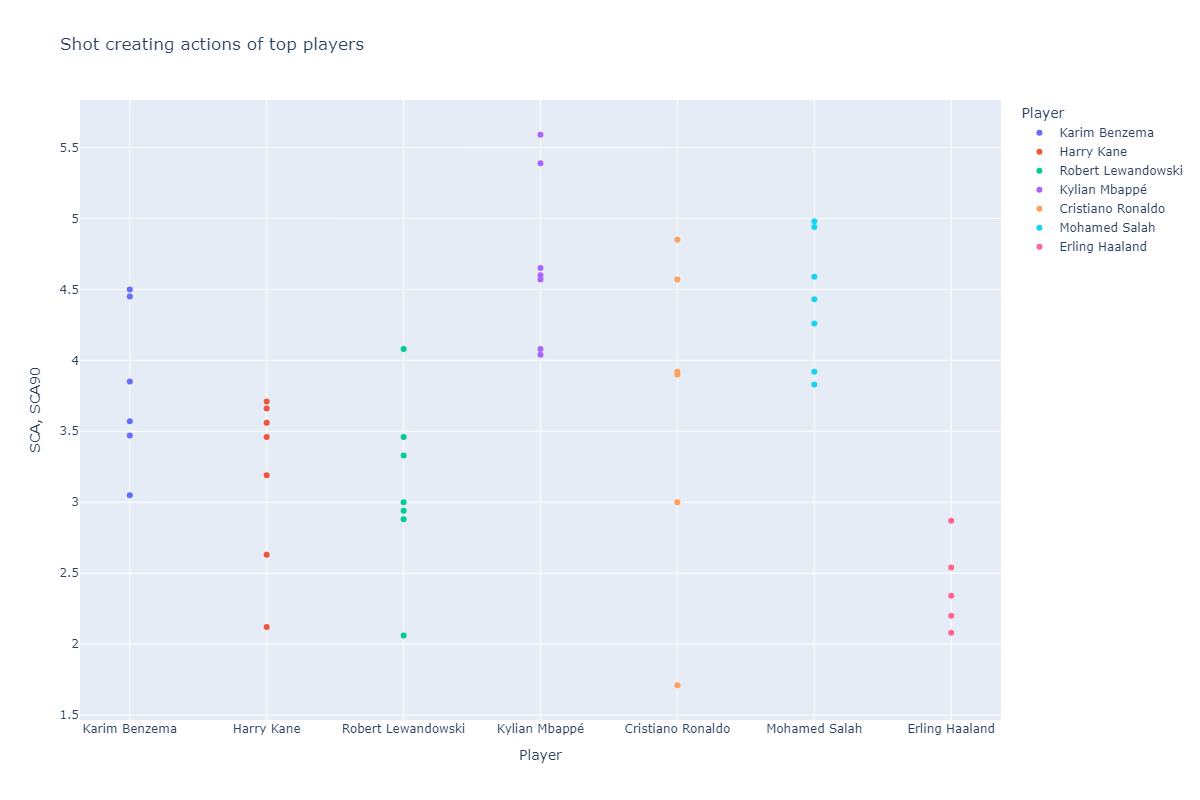 Shot creating actions of top players
Player
Karim Benzema
Harry Kane
Robert Lewandowski
Kylian Mbappé
Cristiano Ronaldo
Mohamed Salah
Erling Haaland
SCA, SCA90
5.5
5
4.5
4
3.5
3
2.5
2
1.5
Karim Benzema
Harry Kane
Robert Lewandowski
Kylian Mbappé
Cristiano Ronaldo
Mohamed Salah
Erling Haaland
Player